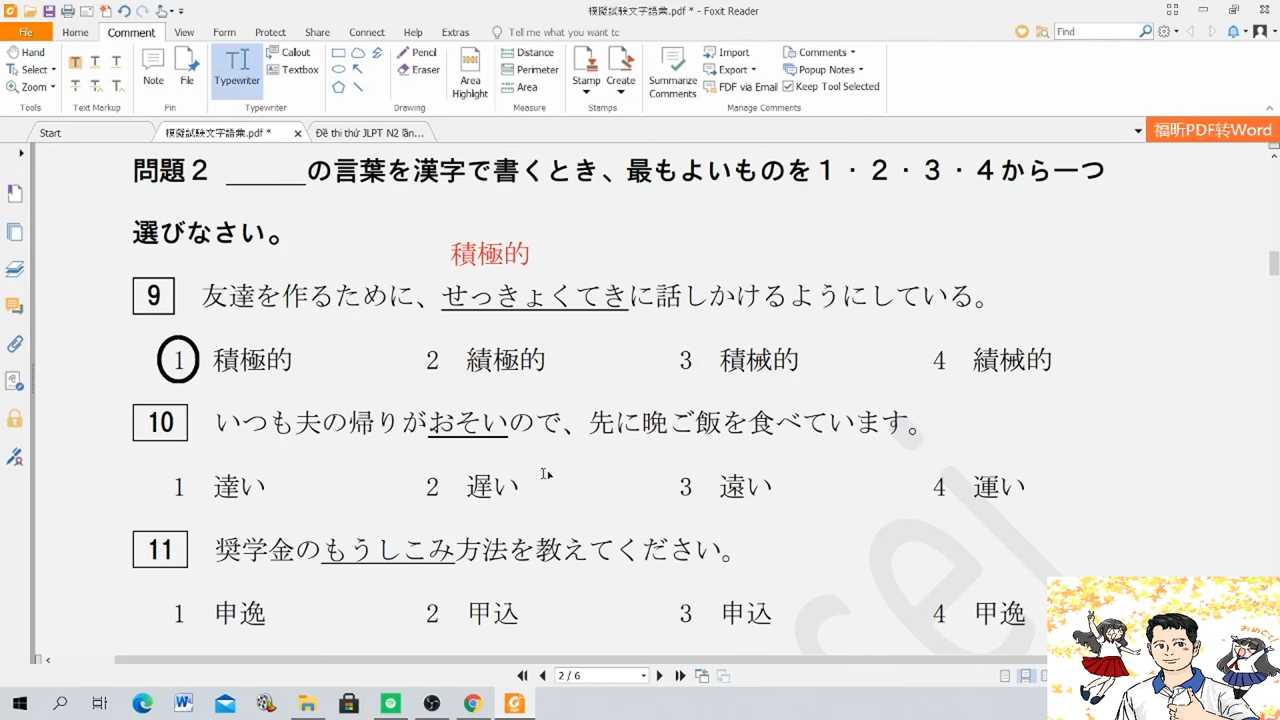 模擬試験文字語彙.pdf * - Foxit Reader
File Home Comment View Form Protect Share Connect Help Extras Tell me what you want to Find
Hand Select Zoom Tools
Text Markup
Note File Pin
Typewriter Callout Textbox Typewriter
Pencil Eraser Drawing
Area Highlight
Distance Perimeter Area Measure
Stamp Create Stamps
Summarize Comments Import Export FDF via Email Comments Popup Notes Keep Tool Selected Manage Comments
Start 模擬試験文字語彙.pdf * Đề thi thử JLPT N2 lần... 福昕PDF转Word
問題2 ______の言葉を漢字で書くとき、最もよいものを1・2・3・4から一つ
選びなさい。
積極的
9 友達を作るために、せっきょくてきに話しかけるようにしている。
1 積極的 2 績極的 3 積械的 4 績械的
10 いつも夫の帰りがおそいので、先に晩ご飯を食べています。
1 達い 2 遅い 3 遠い 4 運い
11 奨学金のもうしこみ方法を教えてください。
1 申逸 2 甲込 3 申込 4 甲逸
sei
おめでとう
2 / 6